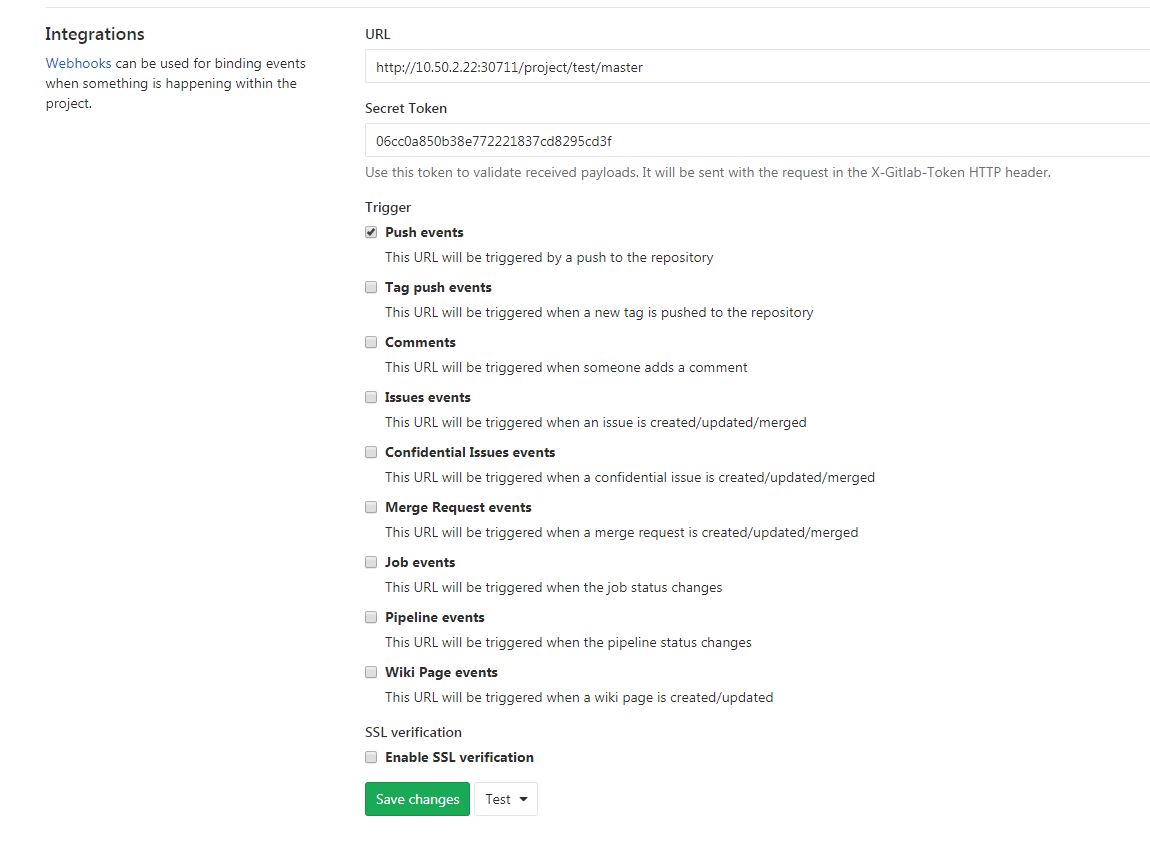 Integrations
Webhooks can be used for binding events
when something is happening within the
project.
URL
http://10.50.2.22:30711/project/test/master
Secret Token
06cc0a850b38e772221837cd8295cd3f
Use this token to validate received payloads. It will be sent with the request in the X-Gitlab-Token HTTP header.
Trigger
Push events
This URL will be triggered by a push to the repository
Tag push events
This URL will be triggered when a new tag is pushed to the repository
Comments
This URL will be triggered when someone adds a comment
Issues events
This URL will be triggered when an issue is created/updated/merged
Confidential Issues events
This URL will be triggered when a confidential issue is created/updated/merged
Merge Request events
This URL will be triggered when a merge request is created/updated/merged
Job events
This URL will be triggered when the job status changes
Pipeline events
This URL will be triggered when the pipeline status changes
Wiki Page events
This URL will be triggered when a wiki page is created/updated
SSL verification
Enable SSL verification
Save changes
Test